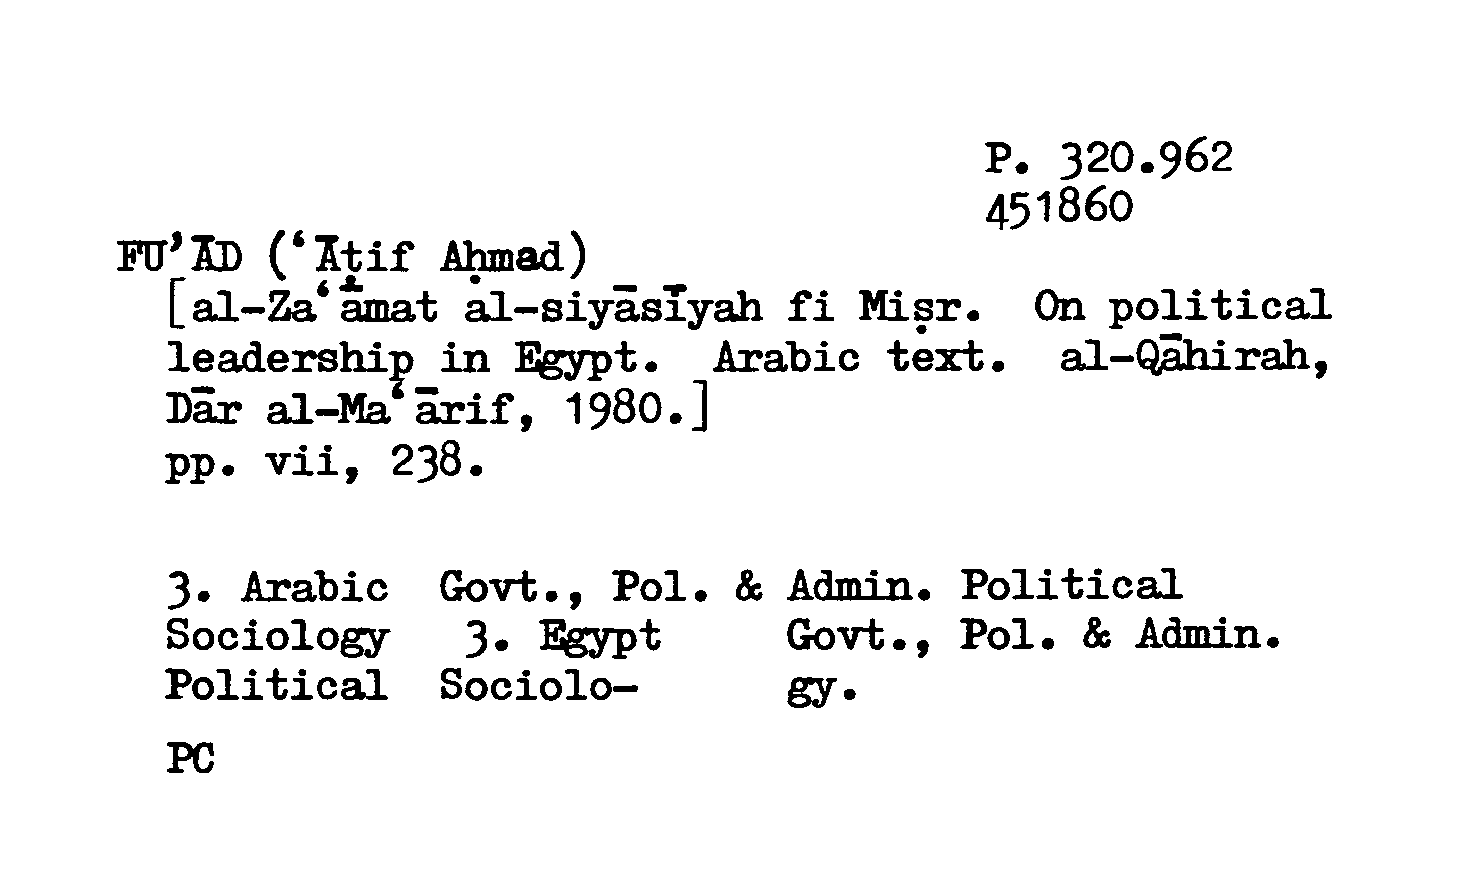 P. 320.962
451860
FU’ĀD (‘Āṭif Aḥmad)
[al-Za‘āmat al-siyāsīyah fi Miṣr. On political
leadership in Egypt. Arabic text. al-Qāhirah,
Dār al-Ma‘ārif, 1980.]
pp. vii, 238.
3. Arabic Govt., Pol. & Admin. Political
Sociology 3. Egypt Govt., Pol. & Admin.
Political Sociolo- gy.
PC